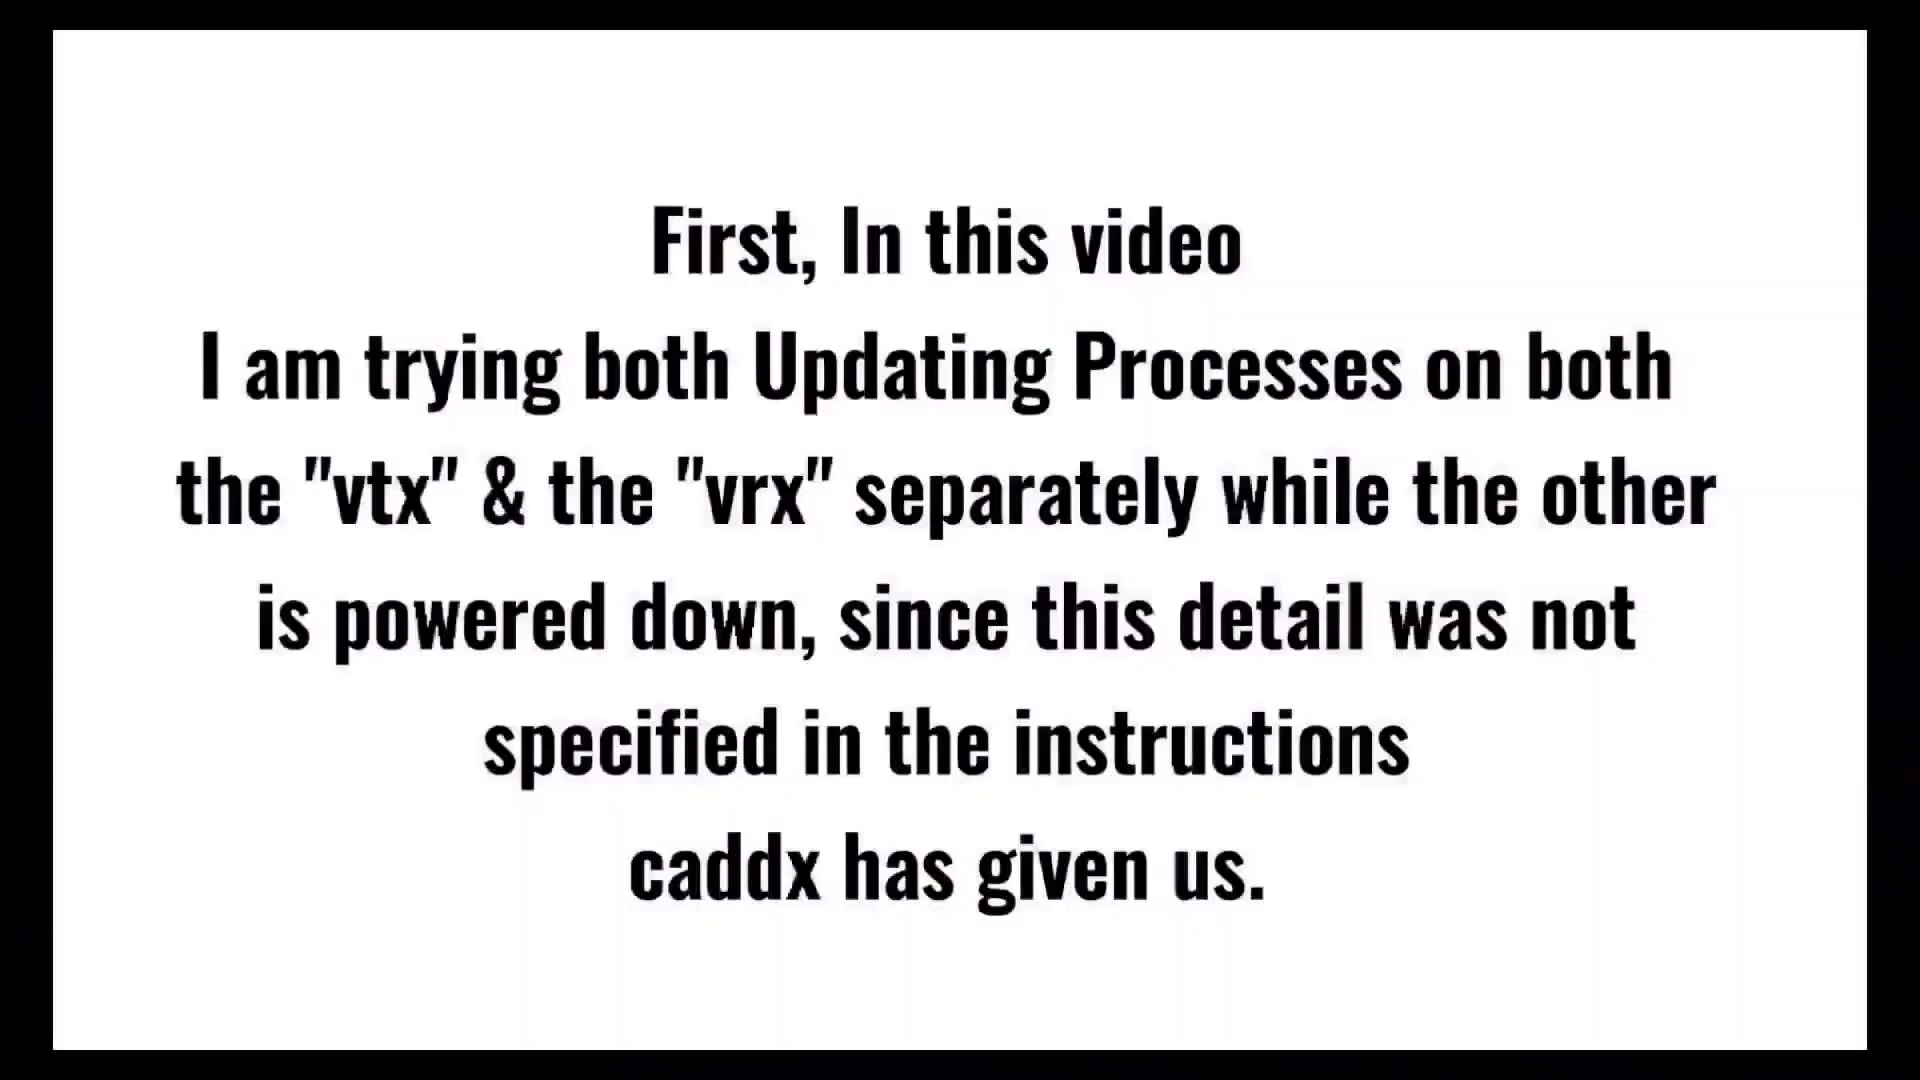 First, In this video
I am trying both Updating Processes on both
the "vtx" & the "vrx" separately while the other
is powered down, since this detail was not
specified in the instructions
caddx has given us.